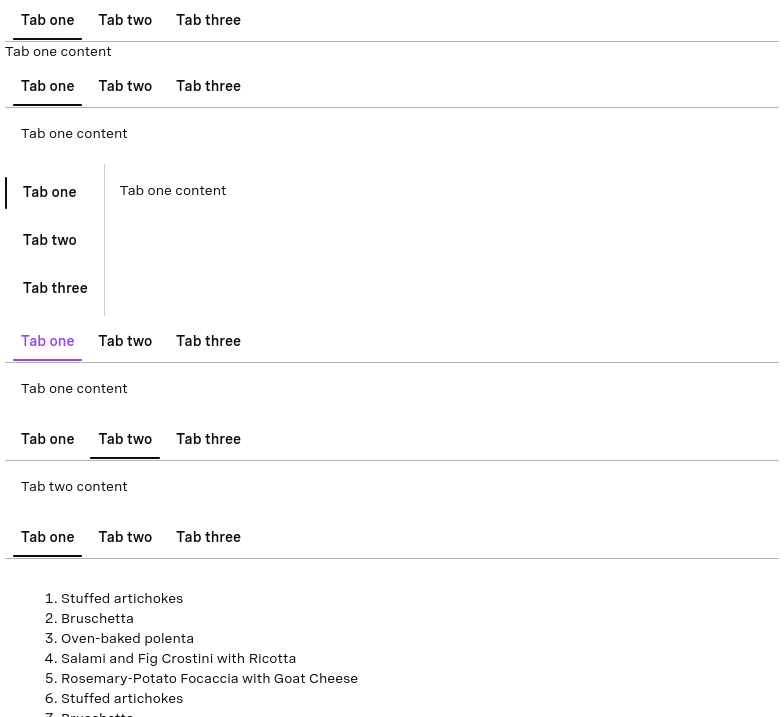 Tab one Tab two Tab three
Tab one content
Tab one Tab two Tab three
Tab one content
Tab one
Tab one content
Tab two
Tab three
Tab one Tab two Tab three
Tab one content
Tab one Tab two Tab three
Tab two content
Tab one Tab two Tab three
1. Stuffed artichokes
2. Bruschetta
3. Oven-baked polenta
4. Salami and Fig Crostini with Ricotta
5. Rosemary-Potato Focaccia with Goat Cheese
6. Stuffed artichokes
7. Bruschetta